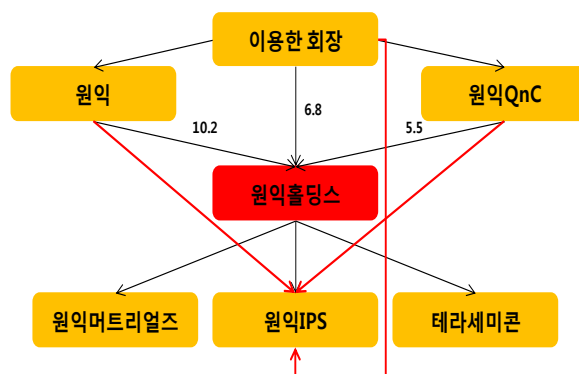 이용한 회장
원익
원익QnC
10.2
6.8
5.5
원익홀딩스
원익머트리얼즈
원익IPS
테라세미콘